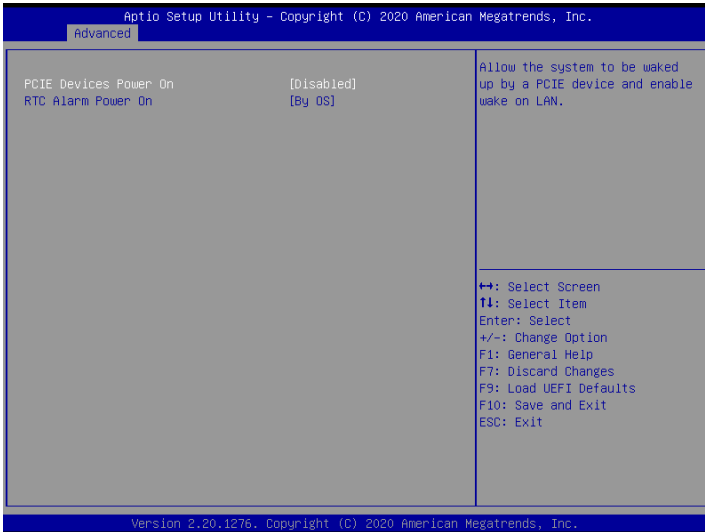 Aptio Setup Utility – Copyright (C) 2020 American Megatrends, Inc.
Advanced
PCIE Devices Power On [Disabled]
RTC Alarm Power On [By OS]
Allow the system to be waked
up by a PCIE device and enable
wake on LAN.
↔: Select Screen
↑↓: Select Item
Enter: Select
+/-: Change Option
F1: General Help
F7: Discard Changes
F9: Load UEFI Defaults
F10: Save and Exit
ESC: Exit
Version 2.20.1276. Copyright (C) 2020 American Megatrends, Inc.